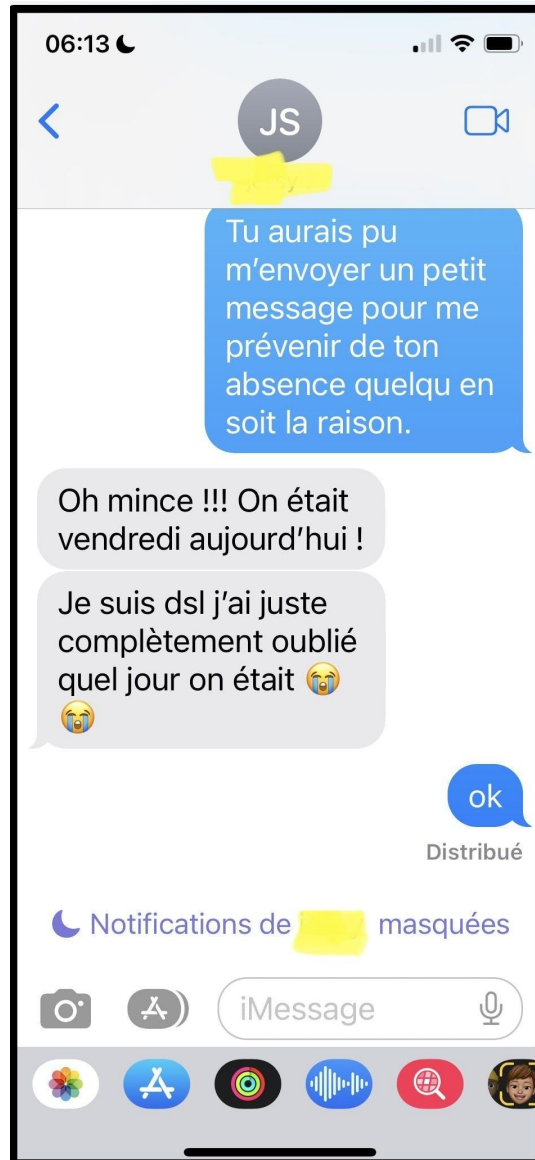 06:13
JS
Tu aurais pu
m'envoyer un petit
message pour me
prévenir de ton
absence quelqu en
soit la raison.
Oh mince !!! On était
vendredi aujourd'hui !
Je suis dsl j'ai juste
complètement oublié
quel jour on était 😭
😭
ok
Distribué
Notifications de masquées
iMessage